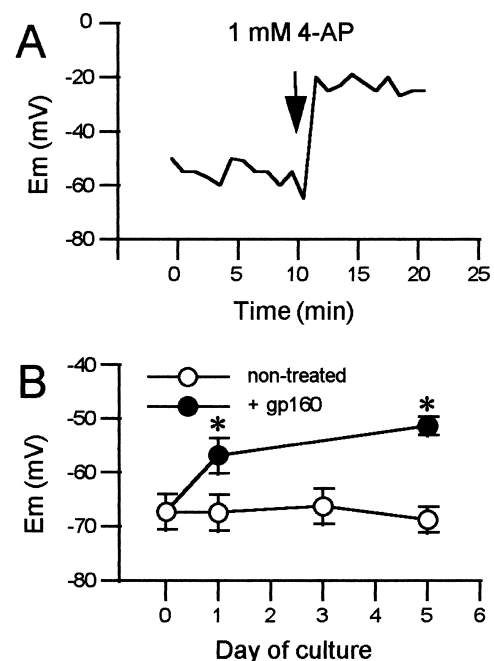 A
1 mM 4-AP
0
-20
-40
-60
-80
Em (mV)
0 5 10 15 20 25
Time (min)
B
non-treated
+ gp160
* *
-40
-50
-60
-70
-80
Em (mV)
0 1 2 3 4 5 6
Day of culture